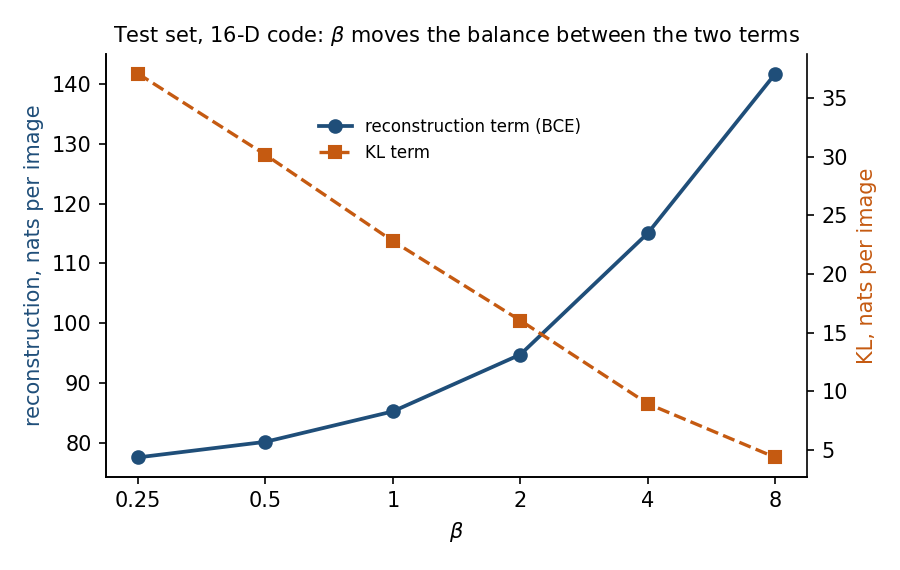 Test set, 16-D code: β moves the balance between the two terms
reconstruction, nats per image
140
130
120
110
100
90
80
reconstruction term (BCE)
KL term
35
30
25
20
15
10
5
KL, nats per image
0.25 0.5 1 2 4 8
β